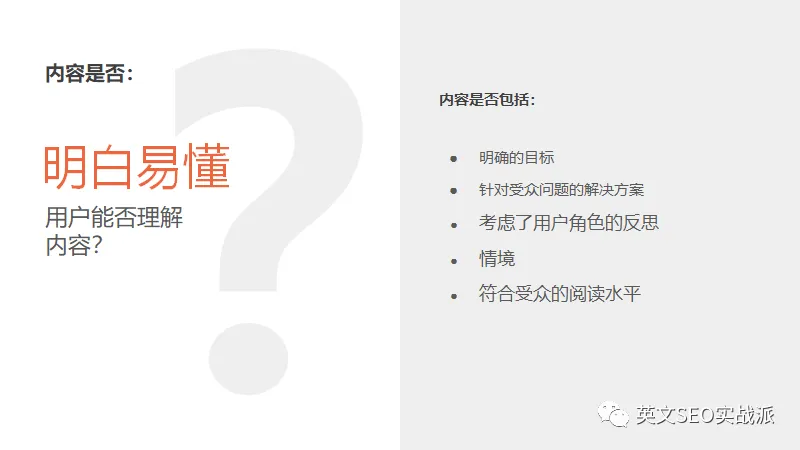 内容是否：
明白易懂
用户能否理解
内容？
?
内容是否包括：
• 明确的目标
• 针对受众问题的解决方案
• 考虑了用户角色的反思
• 情境
• 符合受众的阅读水平
英文SEO实战派